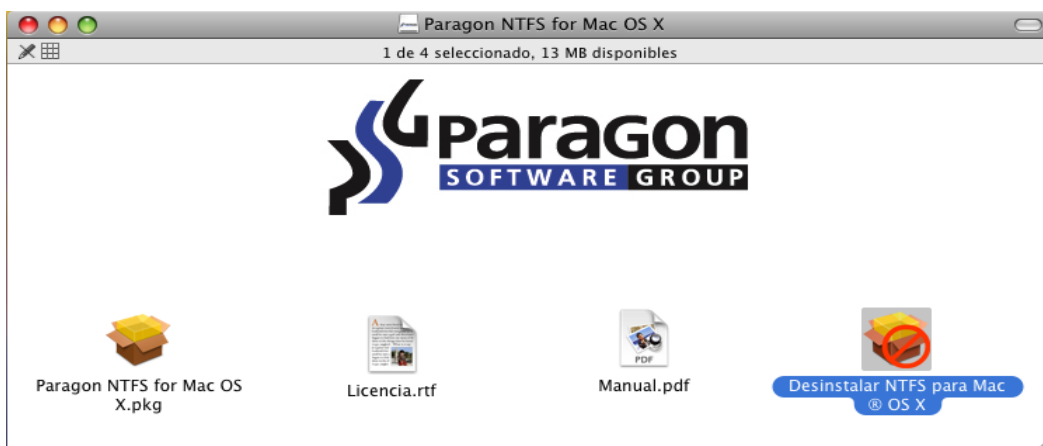 Paragon NTFS for Mac OS X
1 de 4 seleccionado, 13 MB disponibles
Paragon
SOFTWARE GROUP
PDF
Paragon NTFS for Mac OS
X.pkg
Licencia.rtf
Manual.pdf
Desinstalar NTFS para Mac
® OS X